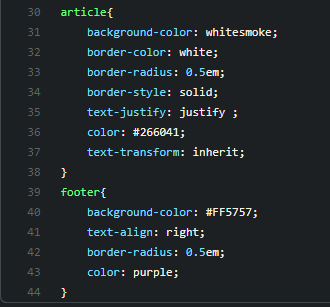 30 article{
31 background-color: whitesmoke;
32 border-color: white;
33 border-radius: 0.5em;
34 border-style: solid;
35 text-justify: justify ;
36 color: #266041;
37 text-transform: inherit;
38 }
39 footer{
40 background-color: #FF5757;
41 text-align: right;
42 border-radius: 0.5em;
43 color: purple;
44 }